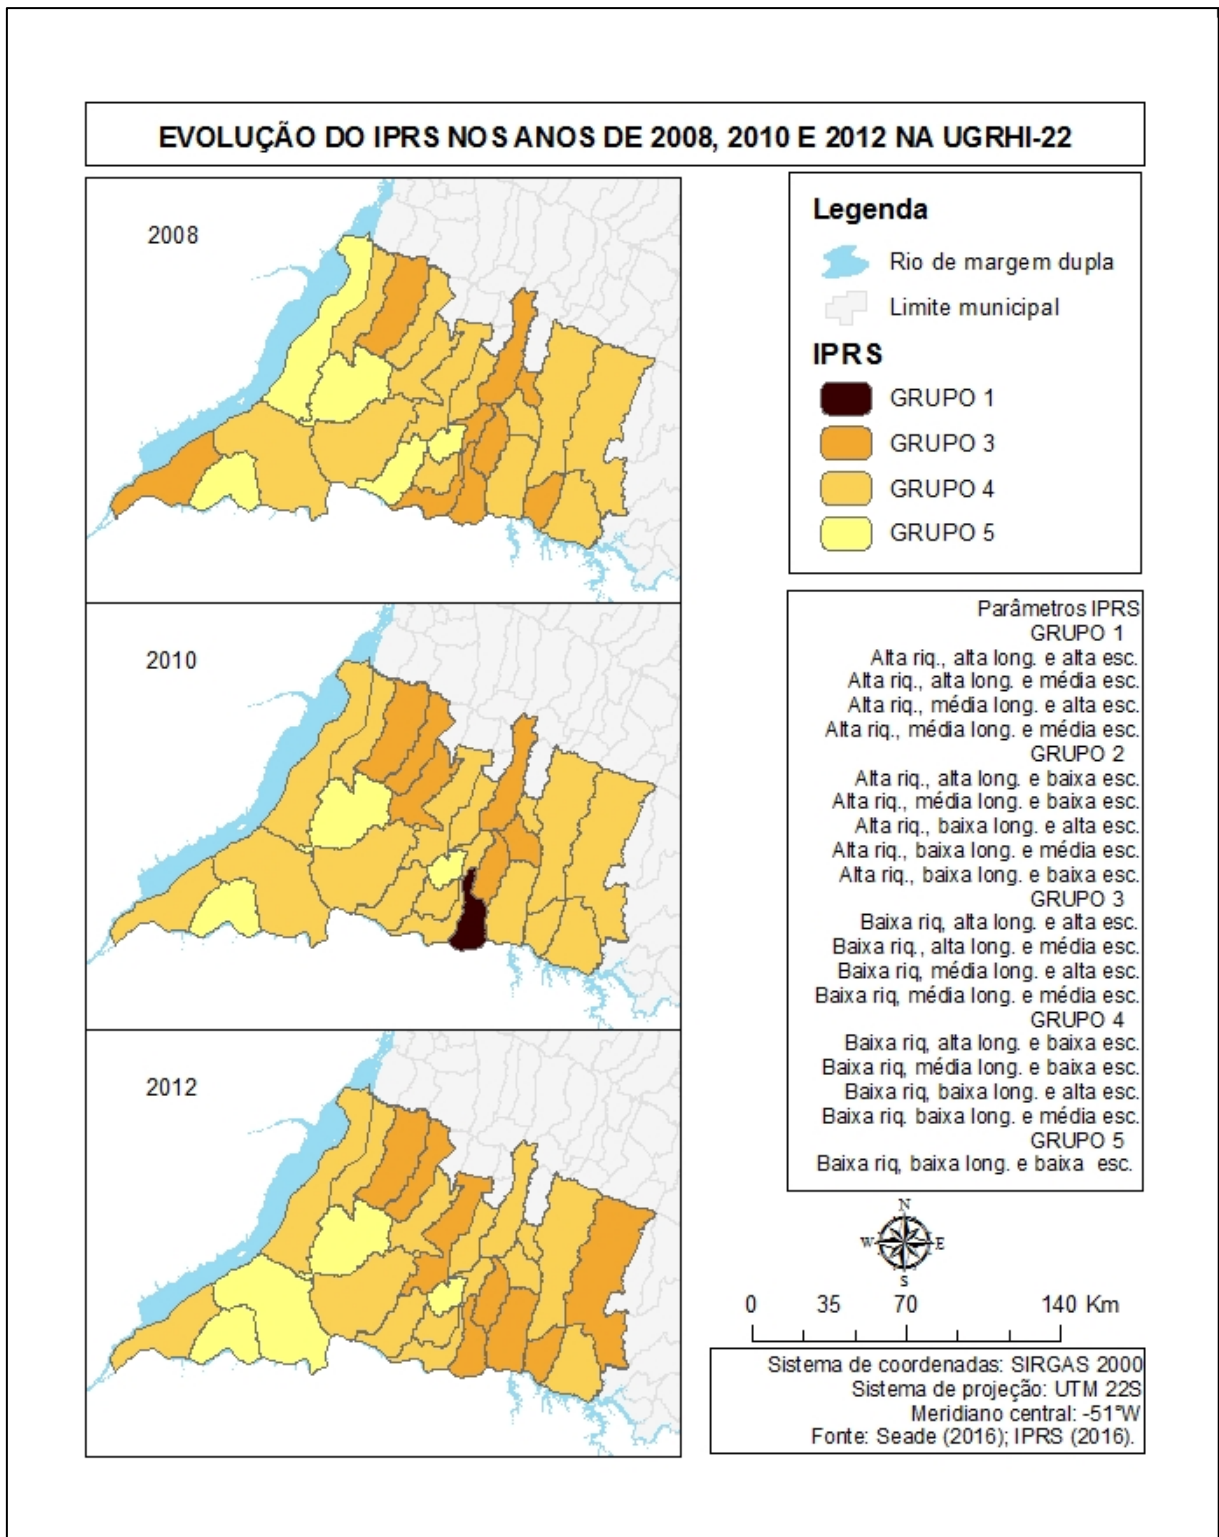 EVOLUÇÃO DO IPRS NOS ANOS DE 2008, 2010 E 2012 NA UGRHI-22
2008
2010
2012
Legenda
Rio de margem dupla
Limite municipal
IPRS
GRUPO 1
GRUPO 3
GRUPO 4
GRUPO 5
Parâmetros IPRS
GRUPO 1
Alta riq., alta long. e alta esc.
Alta riq., alta long. e média esc.
Alta riq., média long. e alta esc.
Alta riq., média long. e média esc.
GRUPO 2
Alta riq., alta long. e baixa esc.
Alta riq., média long. e baixa esc.
Alta riq., baixa long. e alta esc.
Alta riq., baixa long. e média esc.
Alta riq., baixa long. e baixa esc.
GRUPO 3
Baixa riq, alta long. e alta esc.
Baixa riq., alta long. e média esc.
Baixa riq, média long. e alta esc.
Baixa riq, média long. e média esc.
GRUPO 4
Baixa riq, alta long. e baixa esc.
Baixa riq, média long. e baixa esc.
Baixa riq, baixa long. e alta esc.
Baixa riq. baixa long. e média esc.
GRUPO 5
Baixa riq, baixa long. e baixa esc.
N
W E
S
0 35 70 140 Km
Sistema de coordenadas: SIRGAS 2000
Sistema de projeção: UTM 22S
Meridiano central: -51°W
Fonte: Seade (2016); IPRS (2016).